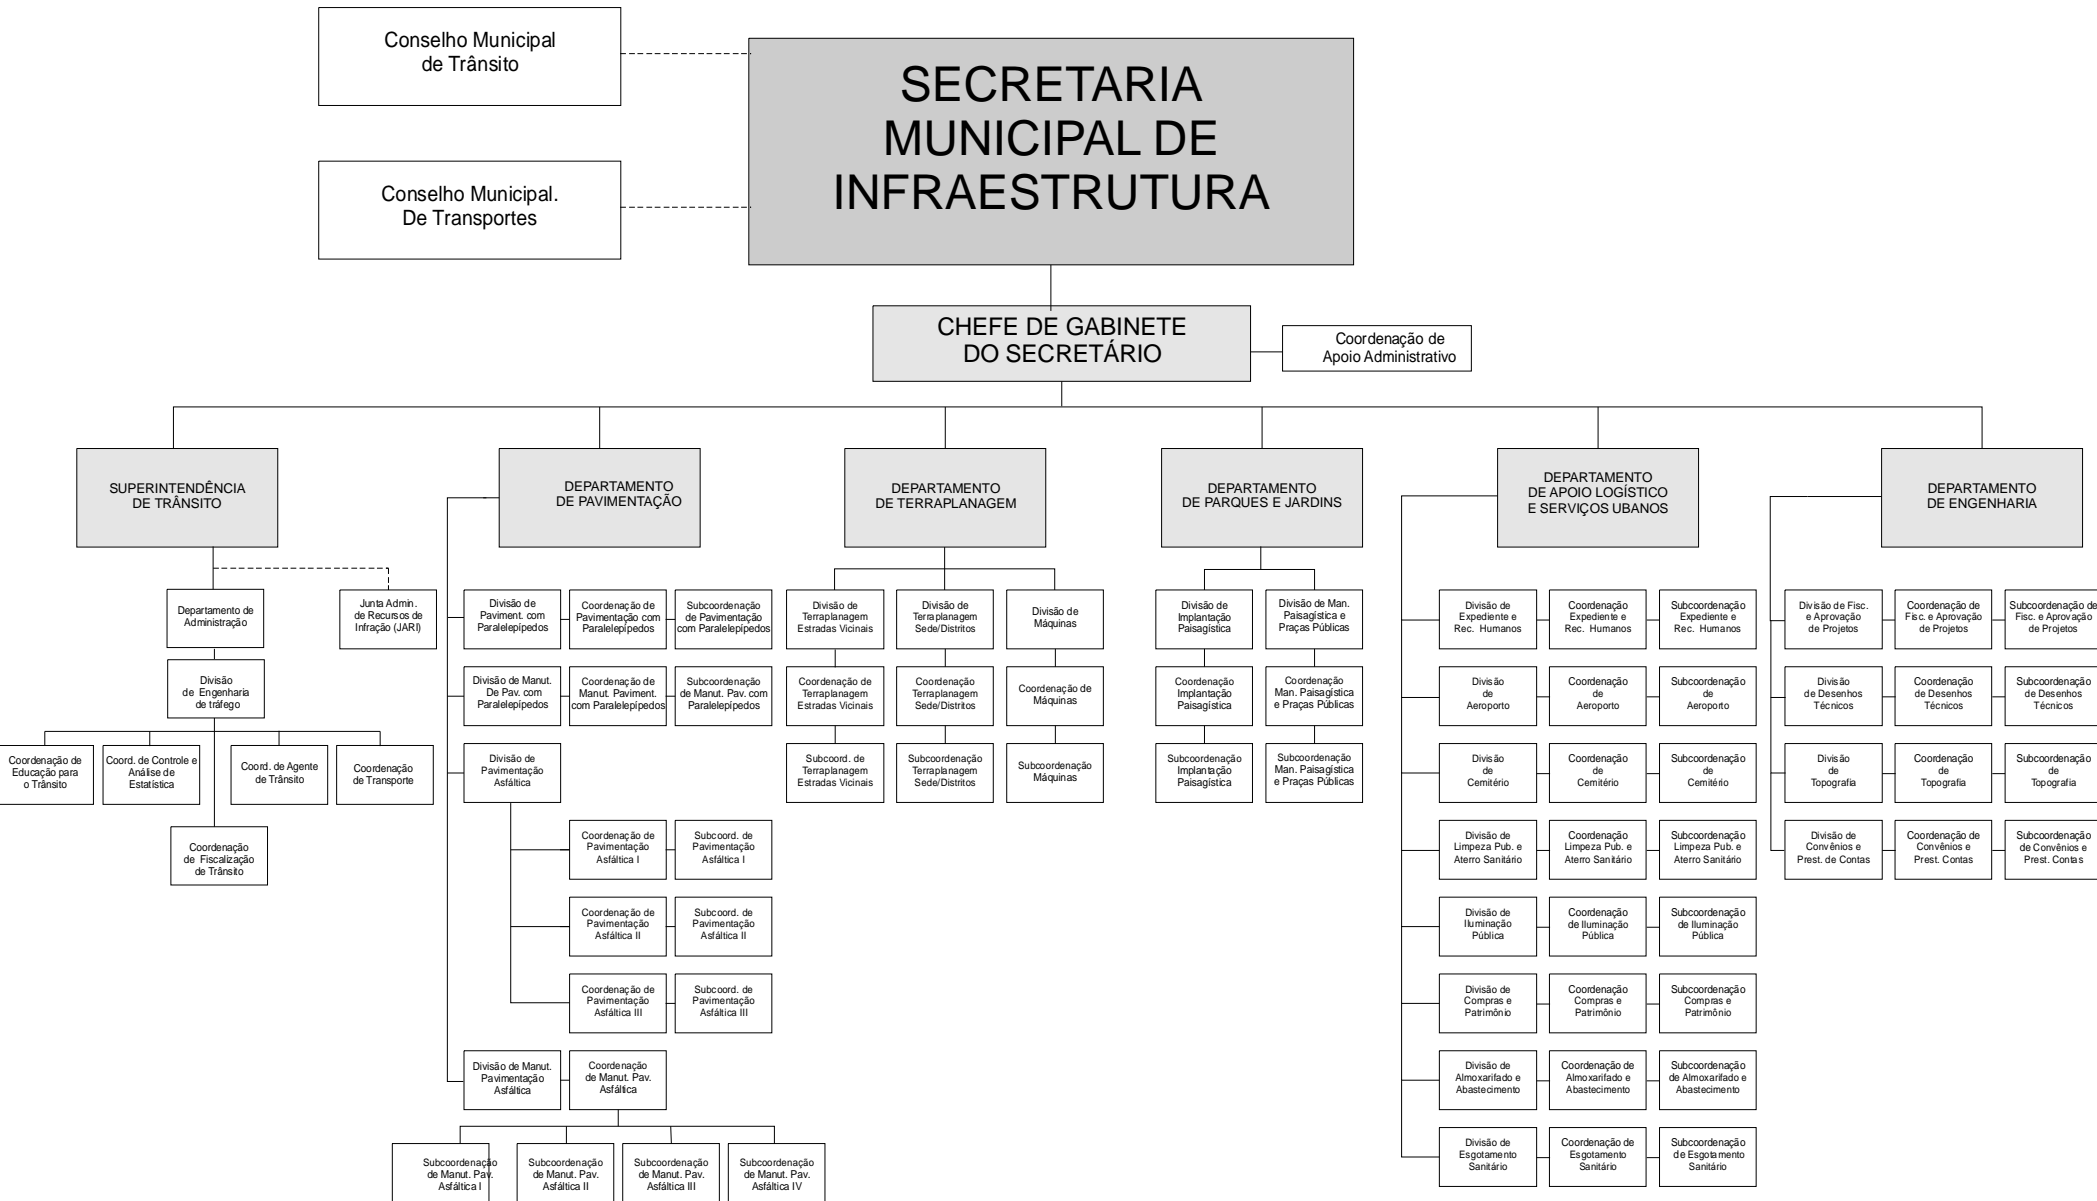 Conselho Municipal
de Trânsito
SECRETARIA
MUNICIPAL DE
INFRAESTRUTURA
Conselho Municipal.
De Transportes
CHEFE DE GABINETE
DO SECRETÁRIO
Coordenação de
Apoio Administrativo
SUPERINTENDÊNCIA
DE TRÂNSITO
DEPARTAMENTO
DE PAVIMENTAÇÃO
DEPARTAMENTO
DE TERRAPLANAGEM
DEPARTAMENTO
DE PARQUES E JARDINS
DEPARTAMENTO
DE APOIO LOGÍSTICO
E SERVIÇOS UBANOS
DEPARTAMENTO
DE ENGENHARIA
Departamento de
Administração
Junta Admin.
de Recursos de
Infração (JARI)
Divisão
de Engenharia
de tráfego
Coordenação de
Educação para
o Trânsito
Coord. de Controle e
Análise de
Estatística
Coord. de Agente
de Trânsito
Coordenação
de Transporte
Coordenação
de Fiscalização
de Trânsito
Divisão de
Paviment. com
Paralelepípedos
Coordenação de
Pavimentação com
Paralelepípedos
Subcoordenação
de Pavimentação
com Paralelepípedos
Divisão de Manut.
De Pav. com
Paralelepípedos
Coordenação de
Manut. Paviment.
com Paralelepípedos
Subcoordenação
de Manut. Pav. com
Paralelepípedos
Divisão de
Pavimentação
Asfáltica
Coordenação de
Pavimentação
Asfáltica I
Subcoord. de
Pavimentação
Asfáltica I
Coordenação de
Pavimentação
Asfáltica II
Subcoord. de
Pavimentação
Asfáltica II
Coordenação de
Pavimentação
Asfáltica III
Subcoord. de
Pavimentação
Asfáltica III
Divisão de Manut.
Pavimentação
Asfáltica
Coordenação
de Manut. Pav.
Asfáltica
Subcoordenação
de Manut. Pav.
Asfáltica I
Subcoordenação
de Manut. Pav.
Asfáltica II
Subcoordenação
de Manut. Pav.
Asfáltica III
Subcoordenação
de Manut. Pav.
Asfáltica IV
Divisão de
Terraplanagem
Estradas Vicinais
Divisão de
Terraplanagem
Sede/Distritos
Divisão de
Máquinas
Coordenação de
Terraplanagem
Estradas Vicinais
Coordenação
Terraplanagem
Sede/Distritos
Coordenação de
Máquinas
Subcoord. de
Terraplanagem
Estradas Vicinais
Subcoordenação
Terraplanagem
Sede/Distritos
Subcoordenação
Máquinas
Divisão de
Implantação
Paisagística
Divisão de Man.
Paisagística e
Praças Públicas
Coordenação
Implantação
Paisagística
Coordenação
Man. Paisagística
e Praças Públicas
Subcoordenação
Implantação
Paisagística
Subcoordenação
Man. Paisagística
e Praças Públicas
Divisão de
Expediente e
Rec. Humanos
Coordenação
Expediente e
Rec. Humanos
Subcoordenação
Expediente e
Rec. Humanos
Divisão
de
Aeroporto
Coordenação
de
Aeroporto
Subcoordenação
de
Aeroporto
Divisão
de
Cemitério
Coordenação
de
Cemitério
Subcoordenação
de
Cemitério
Divisão de
Limpeza Pub. e
Aterro Sanitário
Coordenação
Limpeza Pub. e
Aterro Sanitário
Subcoordenação
Limpeza Pub. e
Aterro Sanitário
Divisão de
Iluminação
Pública
Coordenação
de Iluminação
Pública
Subcoordenação
de Iluminação
Pública
Divisão de
Compras e
Patrimônio
Coordenação
Compras e
Patrimônio
Subcoordenação
Compras e
Patrimônio
Divisão de
Almoxarifado e
Abastecimento
Coordenação de
Almoxarifado e
Abastecimento
Subcoordenação
de Almoxarifado e
Abastecimento
Divisão de
Esgotamento
Sanitário
Coordenação de
Esgotamento
Sanitário
Subcoordenação
de Esgotamento
Sanitário
Divisão de Fisc.
e Aprovação
de Projetos
Coordenação de
Fisc. e Aprovação
de Projetos
Subcoordenação de
Fisc. e Aprovação
de Projetos
Divisão
de Desenhos
Técnicos
Coordenação
de Desenhos
Técnicos
Subcoordenação
de Desenhos
Técnicos
Divisão
de
Topografia
Coordenação
de
Topografia
Subcoordenação
de
Topografia
Divisão de
Convênios e
Prest. de Contas
Coordenação de
Convênios e
Prest. Contas
Subcoordenação
de Convênios e
Prest. Contas